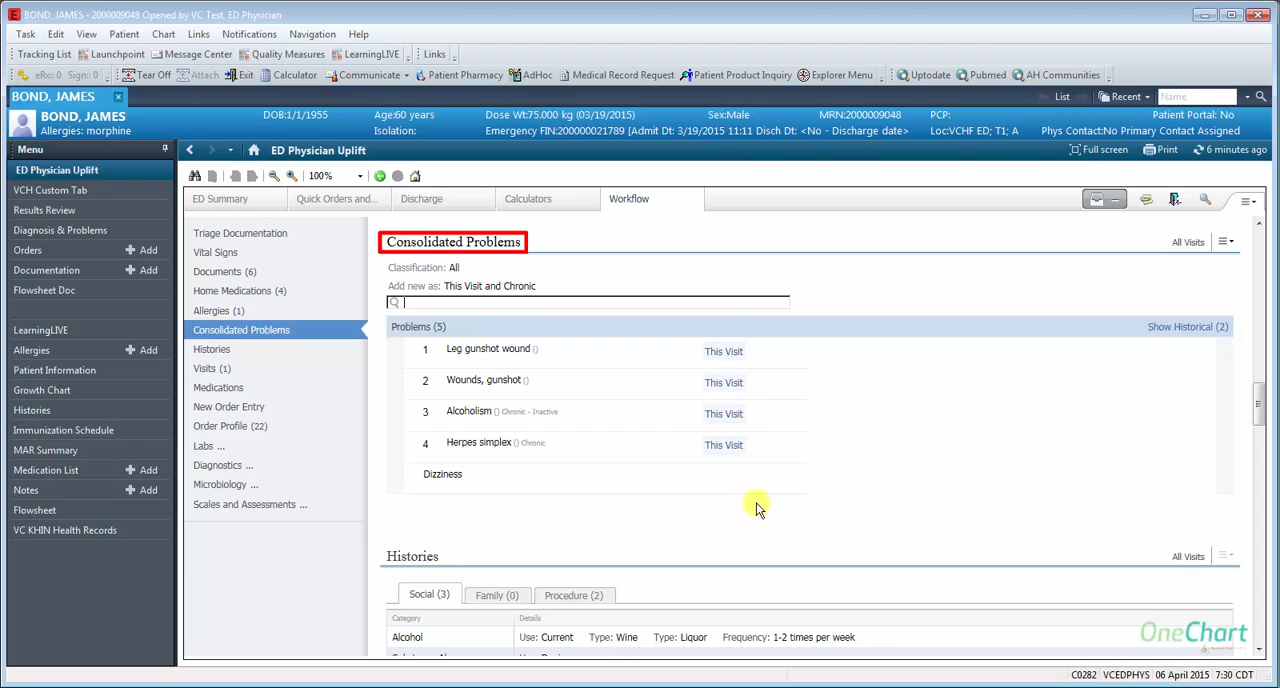 BOND, JAMES - 2000009048 Opened by VC Test, ED Physician
Task Edit View Patient Chart Links Notifications Navigation Help
Tracking List Launchpoint Message Center Quality Measures LearningLIVE Links
eRx: 0 Sign: 0 Tear Off Attach Exit Calculator Communicate Patient Pharmacy AdHoc Medical Record Request Patient Product Inquiry Explorer Menu Uptodate Pubmed AH Communities
BOND, JAMES List Recent Name
BOND, JAMES DOB:1/1/1955 Age:60 years Dose Wt:75.000 kg (03/19/2015) Sex:Male MRN:2000009048 PCP: Patient Portal: No
Allergies: morphine Isolation: Emergency FIN:200000021789 [Admit Dt: 3/19/2015 11:11 Disch Dt: <No - Discharge date> Loc:VCHF ED; T1; A Phys Contact:No Primary Contact Assigned
Menu
ED Physician Uplift Full screen Print 6 minutes ago
ED Physician Uplift
VCH Custom Tab
Results Review
Diagnosis & Problems
Orders Add
Documentation Add
Flowsheet Doc
LearningLIVE
Allergies Add
Patient Information
Growth Chart
Histories
Immunization Schedule
MAR Summary
Medication List Add
Notes Add
Flowsheet
VC KHIN Health Records
100%
ED Summary Quick Orders and... Discharge Calculators Workflow
Triage Documentation
Vital Signs
Documents (6)
Home Medications (4)
Allergies (1)
Consolidated Problems
Histories
Visits (1)
Medications
New Order Entry
Order Profile (22)
Labs ...
Diagnostics ...
Microbiology ...
Scales and Assessments ...
Consolidated Problems All Visits
Classification: All
Add new as: This Visit and Chronic
Problems (5) Show Historical (2)
1 Leg gunshot wound () This Visit
2 Wounds, gunshot () This Visit
3 Alcoholism () Chronic - Inactive This Visit
4 Herpes simplex () Chronic This Visit
Dizziness
Histories All Visits
Social (3) Family (0) Procedure (2)
Category Details
Alcohol Use: Current Type: Wine Type: Liquor Frequency: 1-2 times per week
OneChart
C0282 VCEDPHYS 06 April 2015 7:30 CDT